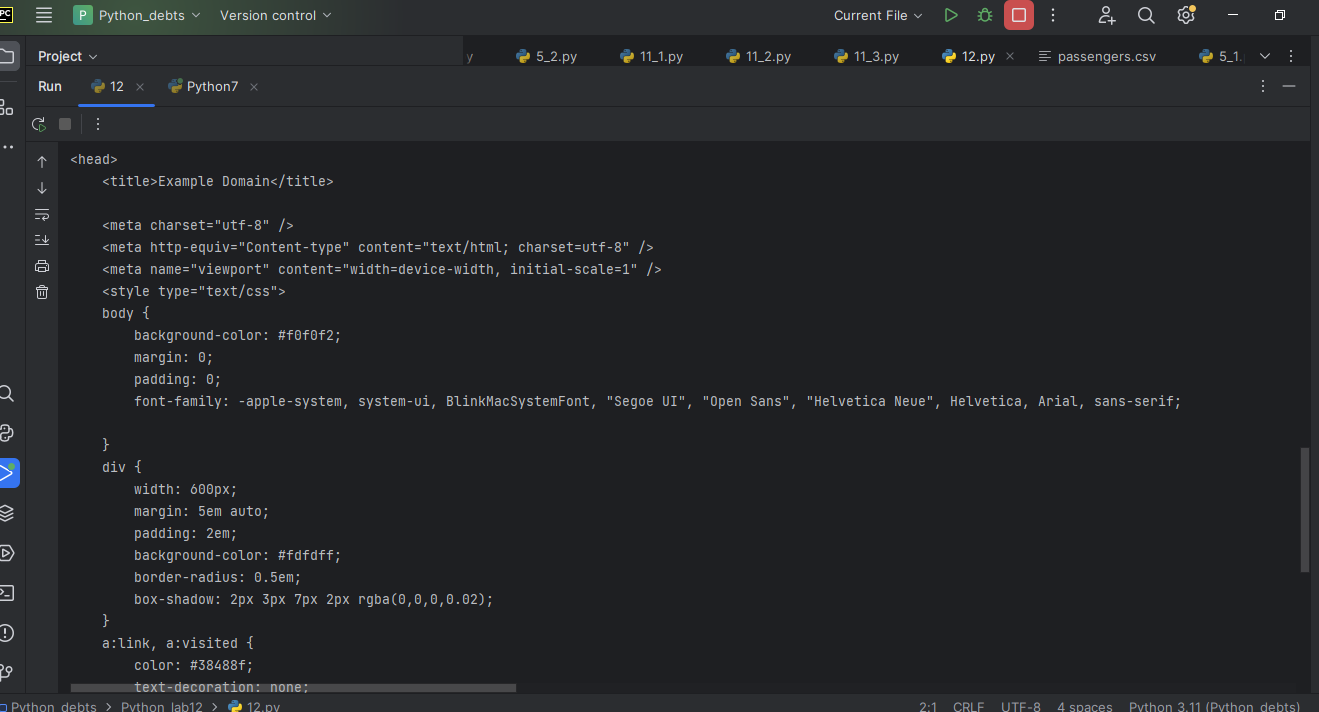 PC P Python_debts Version control Current File
Project y 5_2.py 11_1.py 11_2.py 11_3.py 12.py passengers.csv 5_1.
Run 12 Python7
<head>
    <title>Example Domain</title>
    <meta charset="utf-8" />
    <meta http-equiv="Content-type" content="text/html; charset=utf-8" />
    <meta name="viewport" content="width=device-width, initial-scale=1" />
    <style type="text/css">
    body {
        background-color: #f0f0f2;
        margin: 0;
        padding: 0;
        font-family: -apple-system, system-ui, BlinkMacSystemFont, "Segoe UI", "Open Sans", "Helvetica Neue", Helvetica, Arial, sans-serif;
    }
    div {
        width: 600px;
        margin: 5em auto;
        padding: 2em;
        background-color: #fdfdff;
        border-radius: 0.5em;
        box-shadow: 2px 3px 7px 2px rgba(0,0,0,0.02);
    }
    a:link, a:visited {
        color: #38488f;
        text-decoration: none;
Python_debts > Python_lab12 > 12.py 2:1 CRLF UTF-8 4 spaces Python 3.11 (Python_debts)